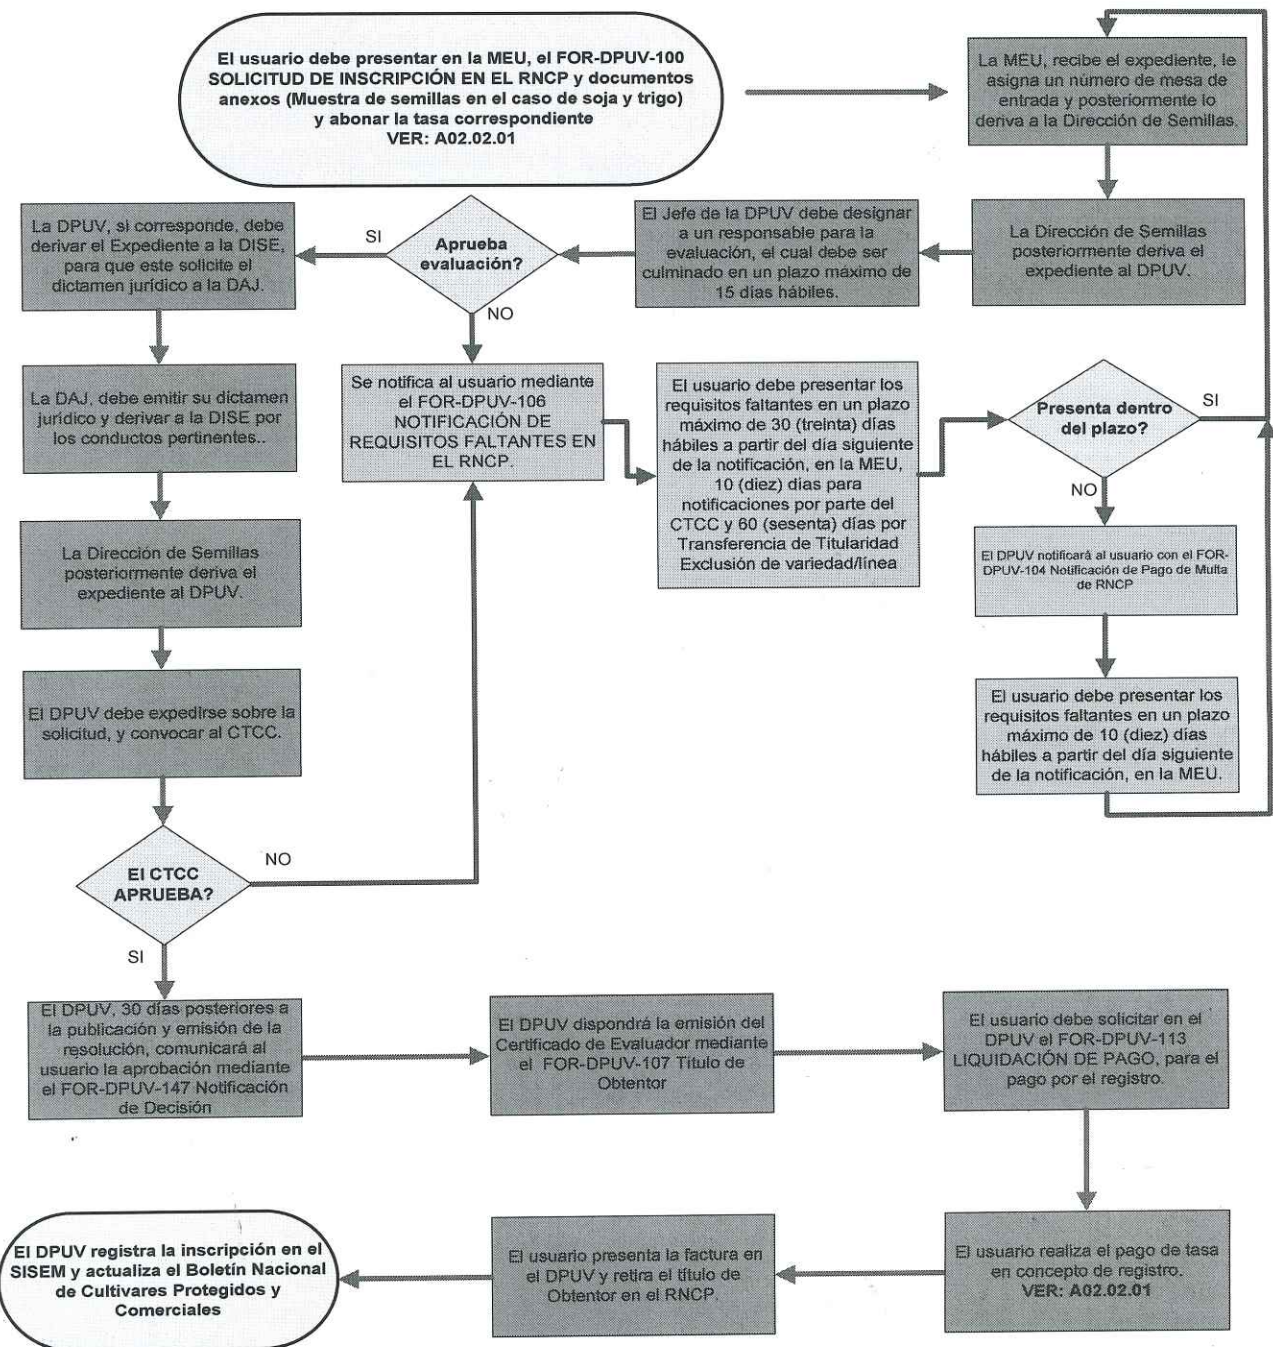 El usuario debe presentar en la MEU, el FOR-DPUV-100
SOLICITUD DE INSCRIPCIÓN EN EL RNCP y documentos
anexos (Muestra de semillas en el caso de soja y trigo)
y abonar la tasa correspondiente
VER: A02.02.01
La MEU, recibe el expediente, le
asigna un número de mesa de
entrada y posteriormente lo
deriva a la Dirección de Semillas.
La Dirección de Semillas
posteriormente deriva el
expediente al DPUV.
El Jefe de la DPUV debe designar
a un responsable para la
evaluación, el cual debe ser
culminado en un plazo máximo de
15 días hábiles.
Aprueba
evaluación?
SI
NO
La DPUV, si corresponde, debe
derivar el Expediente a la DISE,
para que este solicite el
dictamen jurídico a la DAJ.
La DAJ, debe emitir su dictamen
jurídico y derivar a la DISE por
los conductos pertinentes..
La Dirección de Semillas
posteriormente deriva el
expediente al DPUV.
El DPUV debe expedirse sobre la
solicitud, y convocar al CTCC.
El CTCC
APRUEBA?
NO
SI
Se notifica al usuario mediante
el FOR-DPUV-106
NOTIFICACIÓN DE
REQUISITOS FALTANTES EN
EL RNCP.
El usuario debe presentar los
requisitos faltantes en un plazo
máximo de 30 (treinta) días
hábiles a partir del día siguiente
de la notificación, en la MEU,
10 (diez) días para
notificaciones por parte del
CTCC y 60 (sesenta) días por
Transferencia de Titularidad
Exclusión de variedad/línea
Presenta dentro
del plazo?
SI
NO
El DPUV notificará al usuario con el FOR-
DPUV-104 Notificación de Pago de Multa
de RNCP
El usuario debe presentar los
requisitos faltantes en un plazo
máximo de 10 (diez) días
hábiles a partir del día siguiente
de la notificación, en la MEU.
El DPUV, 30 días posteriores a
la publicación y emisión de la
resolución, comunicará al
usuario la aprobación mediante
el FOR-DPUV-147 Notificación
de Decisión
El DPUV dispondrá la emisión del
Certificado de Evaluador mediante
el FOR-DPUV-107 Titulo de
Obtentor
El usuario debe solicitar en el
DPUV el FOR-DPUV-113
LIQUIDACIÓN DE PAGO, para el
pago por el registro.
El usuario realiza el pago de tasa
en concepto de registro.
VER: A02.02.01
El usuario presenta la factura en
el DPUV y retira el título de
Obtentor en el RNCP.
El DPUV registra la inscripción en el
SISEM y actualiza el Boletín Nacional
de Cultivares Protegidos y
Comerciales